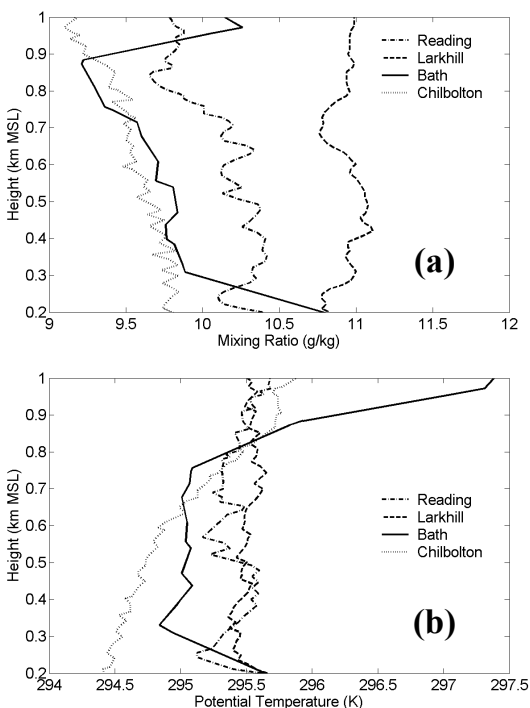 1
0.9
0.8
0.7
0.6
0.5
0.4
0.3
0.2
Height (km MSL)
Reading
Larkhill
Bath
Chilbolton
(a)
9 9.5 10 10.5 11 11.5 12
Mixing Ratio (g/kg)
1
0.9
0.8
0.7
0.6
0.5
0.4
0.3
0.2
Height (km MSL)
Reading
Larkhill
Bath
Chilbolton
(b)
294 294.5 295 295.5 296 296.5 297 297.5
Potential Temperature (K)